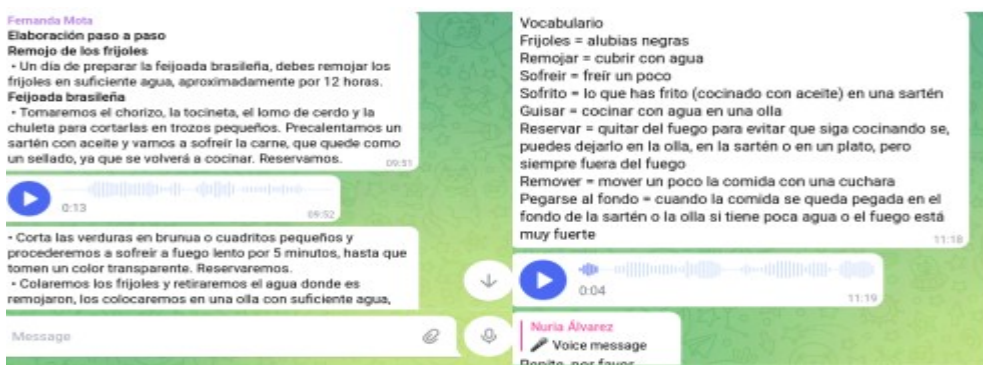 Fernanda Mota
Elaboración paso a paso
Remojo de los frijoles
• Un día de preparar la feijoada brasileña, debes remojar los
frijoles en suficiente agua, aproximadamente por 12 horas.
Feijoada brasileña
• Tomaremos el chorizo, la tocineta, el lomo de cerdo y la
chuleta para cortarlas en trozos pequeños. Precalentamos un
sartén con aceite y vamos a sofreír la carne, que quede como
un sellado, ya que se volverá a cocinar. Reservamos.
09:51
0:13
09:52
• Corta las verduras en brunua o cuadritos pequeños y
procederemos a sofreír a fuego lento por 5 minutos, hasta que
tomen un color transparente. Reservaremos.
• Colaremos los frijoles y retiraremos el agua donde es
remojaron, los colocaremos en una olla con suficiente agua,
Message
Vocabulario
Frijoles = alubias negras
Remojar = cubrir con agua
Sofreir = freír un poco
Sofrito = lo que has frito (cocinado con aceite) en una sartén
Guisar = cocinar con agua en una olla
Reservar = quitar del fuego para evitar que siga cocinando se,
puedes dejarlo en la olla, en la sartén o en un plato, pero
siempre fuera del fuego
Remover = mover un poco la comida con una cuchara
Pegarse al fondo = cuando la comida se queda pegada en el
fondo de la sartén o la olla si tiene poca agua o el fuego está
muy fuerte
11:18
0:04
11:19
Nuria Álvarez
Voice message
Repite, por favor